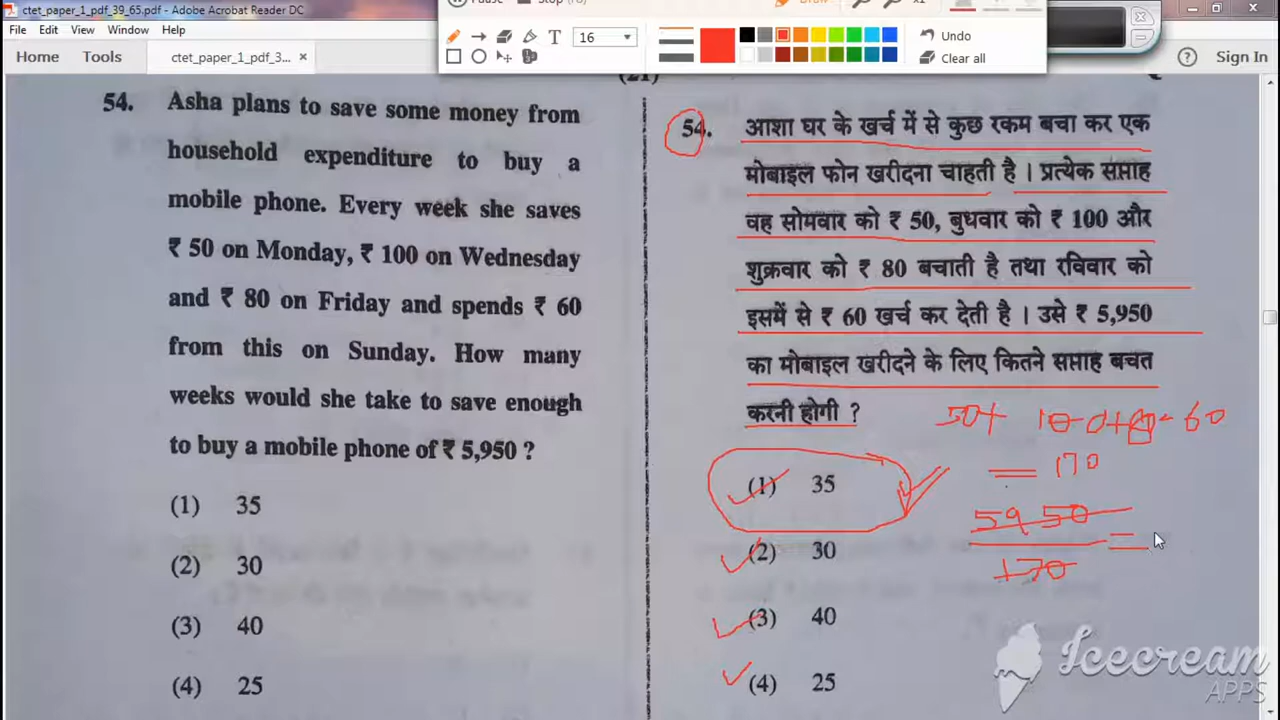 ctet_paper_1_pdf_39_65.pdf - Adobe Acrobat Reader DC
File Edit View Window Help
T 16
Undo
Clear all
Home Tools ctet_paper_1_pdf_3... ×
Sign In
(21)
54. Asha plans to save some money from
household expenditure to buy a
mobile phone. Every week she saves
₹ 50 on Monday, ₹ 100 on Wednesday
and ₹ 80 on Friday and spends ₹ 60
from this on Sunday. How many
weeks would she take to save enough
to buy a mobile phone of ₹ 5,950 ?
(1) 35
(2) 30
(3) 40
(4) 25
54. आशा घर के खर्च में से कुछ रकम बचा कर एक
मोबाइल फोन खरीदना चाहती है । प्रत्येक सप्ताह
वह सोमवार को ₹ 50, बुधवार को ₹ 100 और
शुक्रवार को ₹ 80 बचाती है तथा रविवार को
इसमें से ₹ 60 खर्च कर देती है । उसे ₹ 5,950
का मोबाइल खरीदने के लिए कितने सप्ताह बचत
करनी होगी ?
(1) 35
(2) 30
(3) 40
(4) 25
50+ 100+80- 60
= 170
5950 =
170
Icecream
APPS